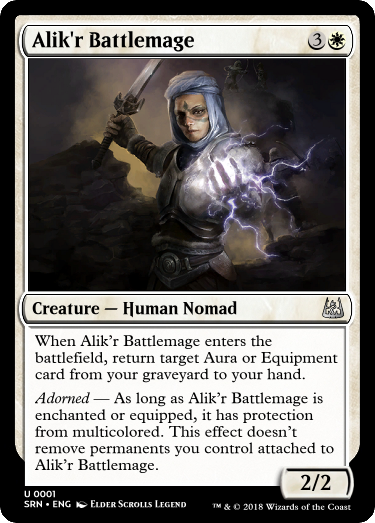 Alik'r Battlemage 3
Creature — Human Nomad
When Alik'r Battlemage enters the
battlefield, return target Aura or Equipment
card from your graveyard to your hand.
Adorned — As long as Alik'r Battlemage is
enchanted or equipped, it has protection
from multicolored. This effect doesn't
remove permanents you control attached to
Alik'r Battlemage.
2/2
U 0001
SRN • ENG Elder Scrolls Legend
™ & © 2018 Wizards of the Coast